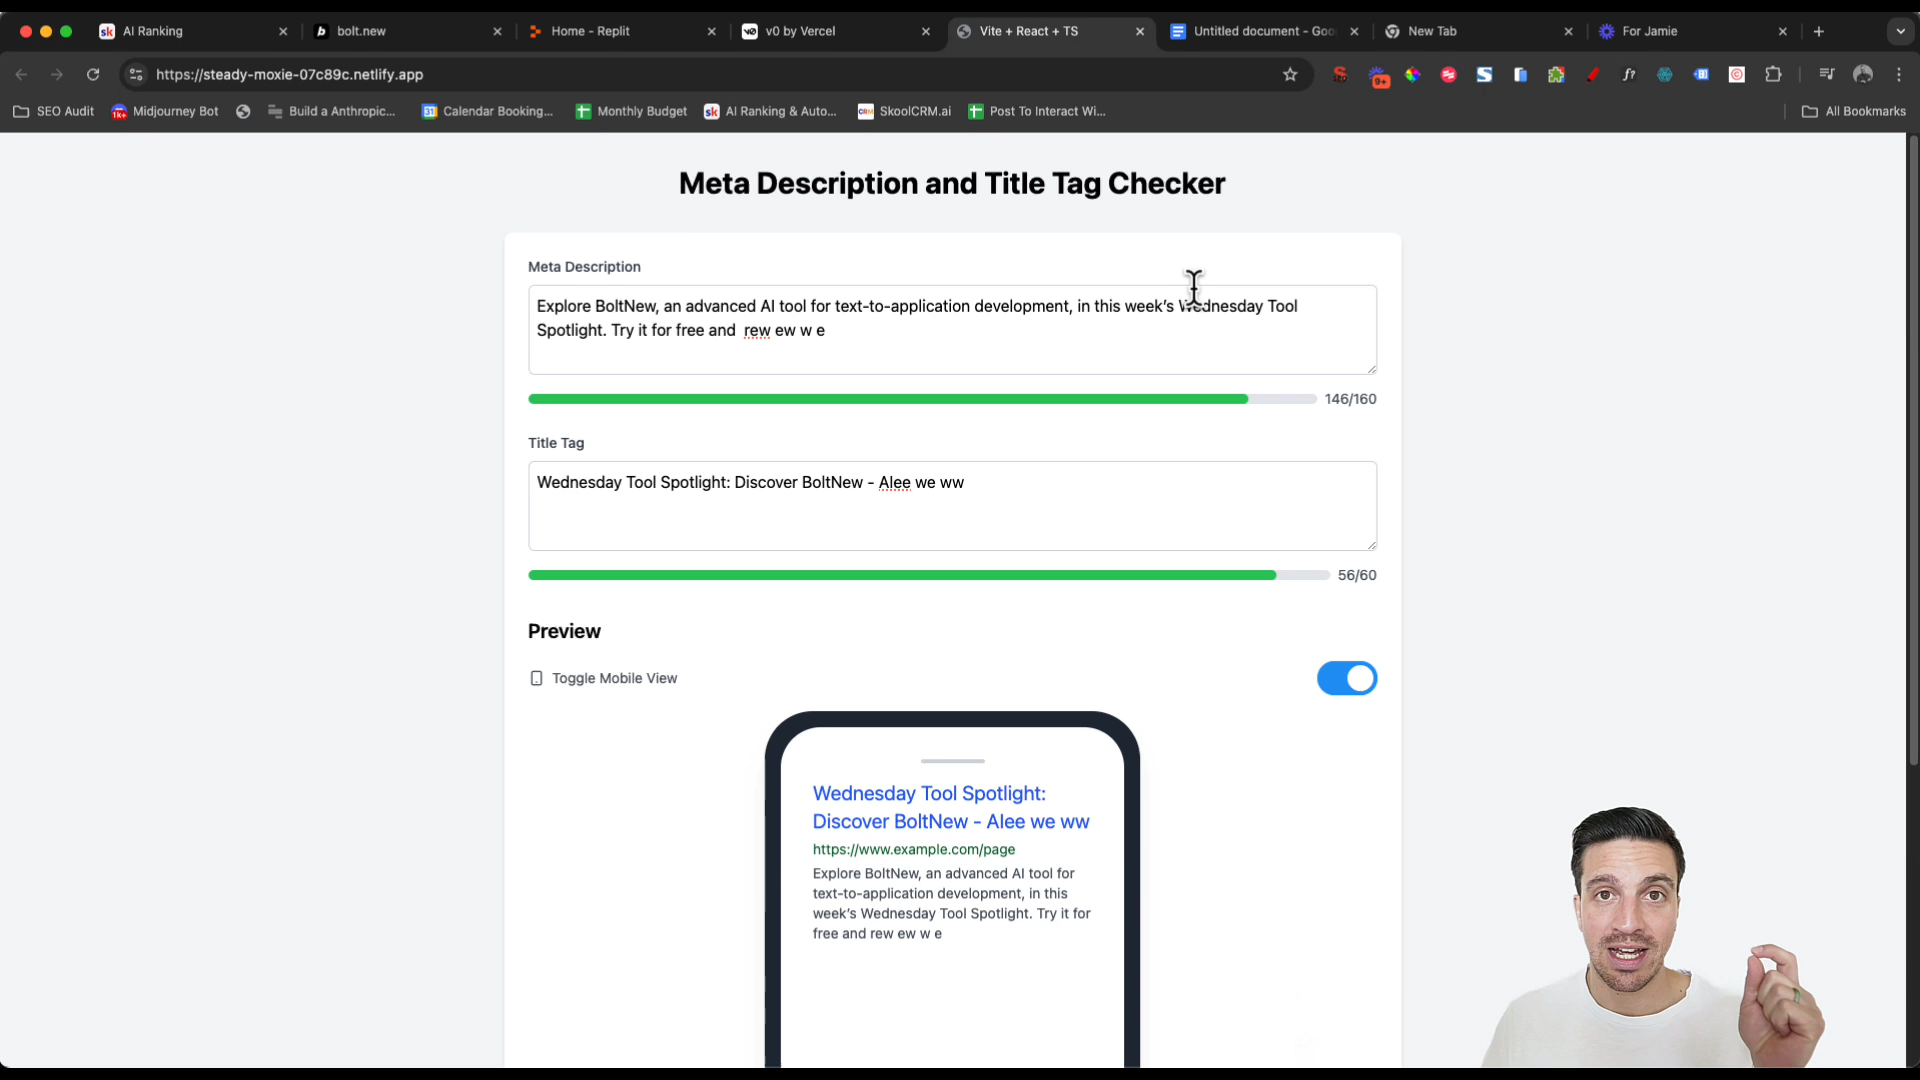 AI Ranking
bolt.new
Home - Replit
v0 by Vercel
Vite + React + TS
Untitled document - Goo
New Tab
For Jamie
https://steady-moxie-07c89c.netlify.app
9+
SEO Audit
Midjourney Bot
Build a Anthropic...
Calendar Booking...
Monthly Budget
AI Ranking & Auto...
SkoolCRM.ai
Post To Interact Wi...
All Bookmarks
Meta Description and Title Tag Checker
Meta Description
Explore BoltNew, an advanced AI tool for text-to-application development, in this week's Wednesday Tool
Spotlight. Try it for free and  rew ew w e
146/160
Title Tag
Wednesday Tool Spotlight: Discover BoltNew - Alee we ww
56/60
Preview
Toggle Mobile View
Wednesday Tool Spotlight:
Discover BoltNew - Alee we ww
https://www.example.com/page
Explore BoltNew, an advanced AI tool for
text-to-application development, in this
week's Wednesday Tool Spotlight. Try it for
free and rew ew w e